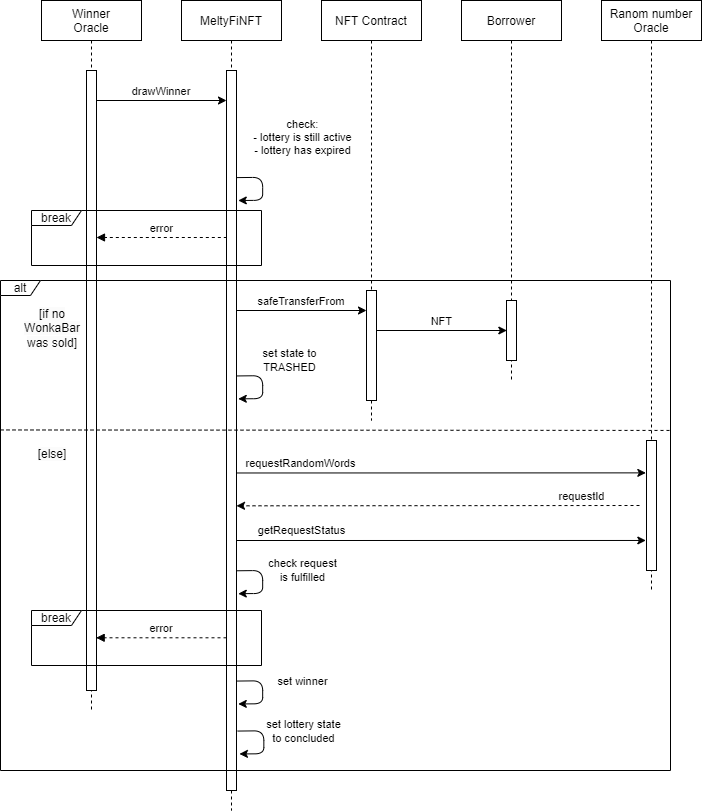 Winner
Oracle
MeltyFiNFT
NFT Contract
Borrower
Ranom number
Oracle
drawWinner
check:
- lottery is still active
- lottery has expired
break
error
alt
[if no
WonkaBar
was sold]
safeTransferFrom
NFT
set state to
TRASHED
[else]
requestRandomWords
requestId
getRequestStatus
check request
is fulfilled
break
error
set winner
set lottery state
to concluded